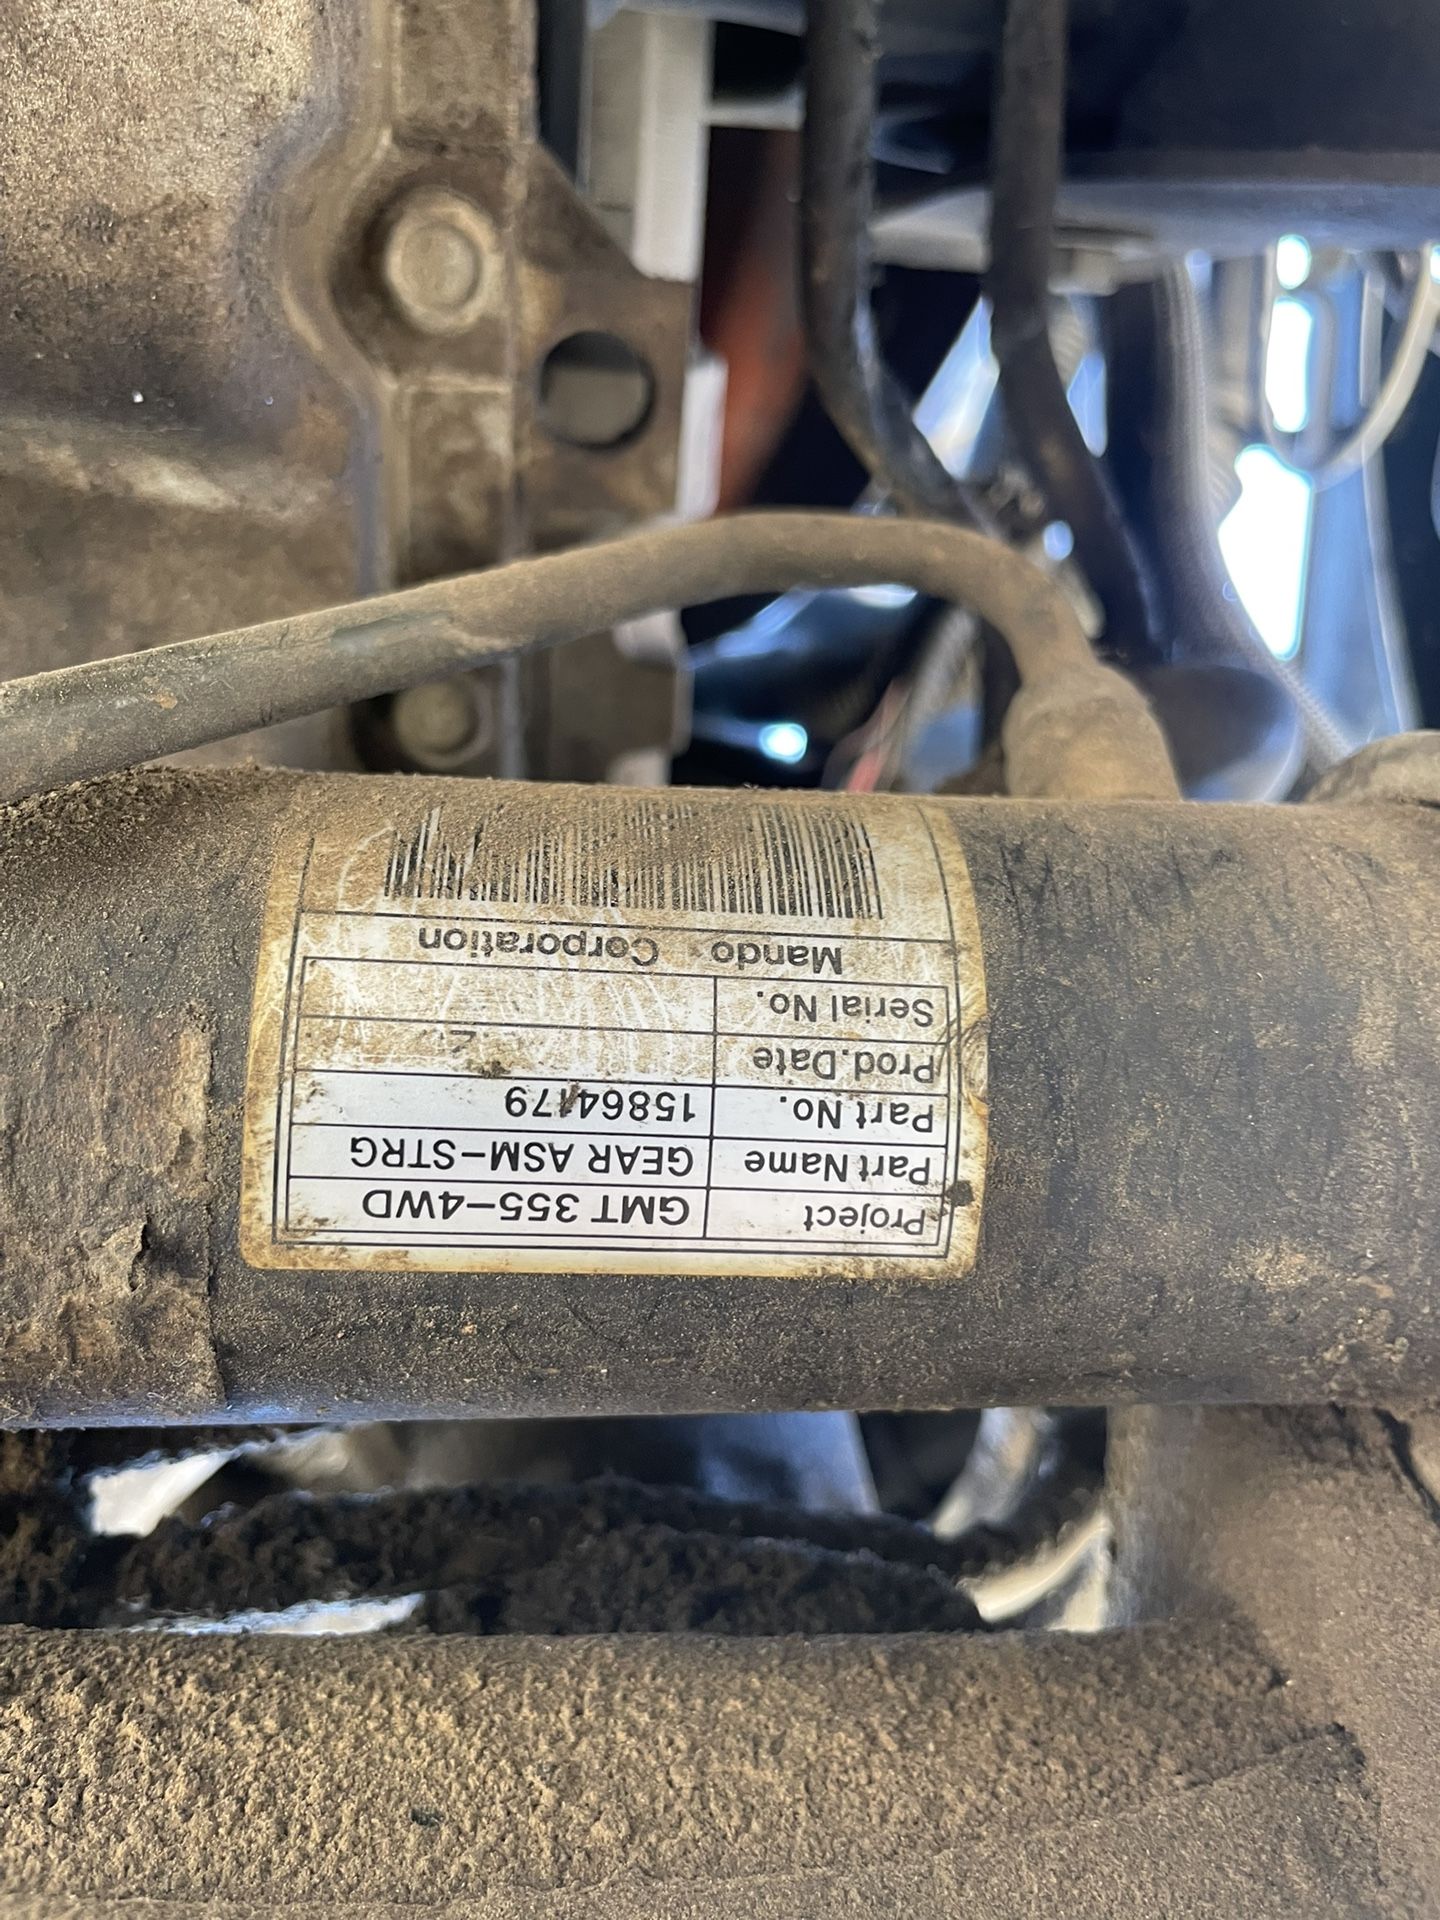 Project GMT 355-4WD
Part Name GEAR ASM-STRG
Part No. 15864179
Prod.Date
Serial No.
Mando Corporation